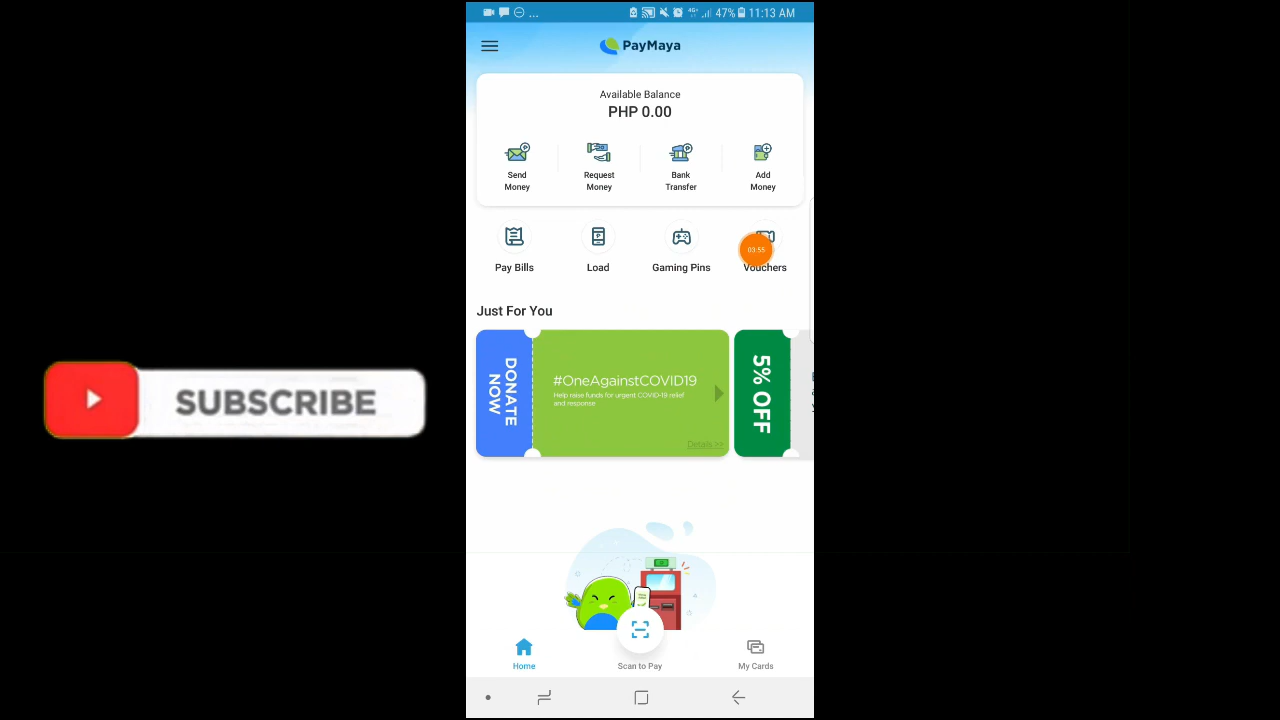 47% 11:13 AM
PayMaya
Available Balance
PHP 0.00
Send
Money
Request
Money
Bank
Transfer
Add
Money
Pay Bills
Load
Gaming Pins
Vouchers
03:55
Just For You
DONATE
NOW
#OneAgainstCOVID19
Help raise funds for urgent COVID-19 relief
and response
Details >>
5% OFF
SUBSCRIBE
Home
Scan to Pay
My Cards